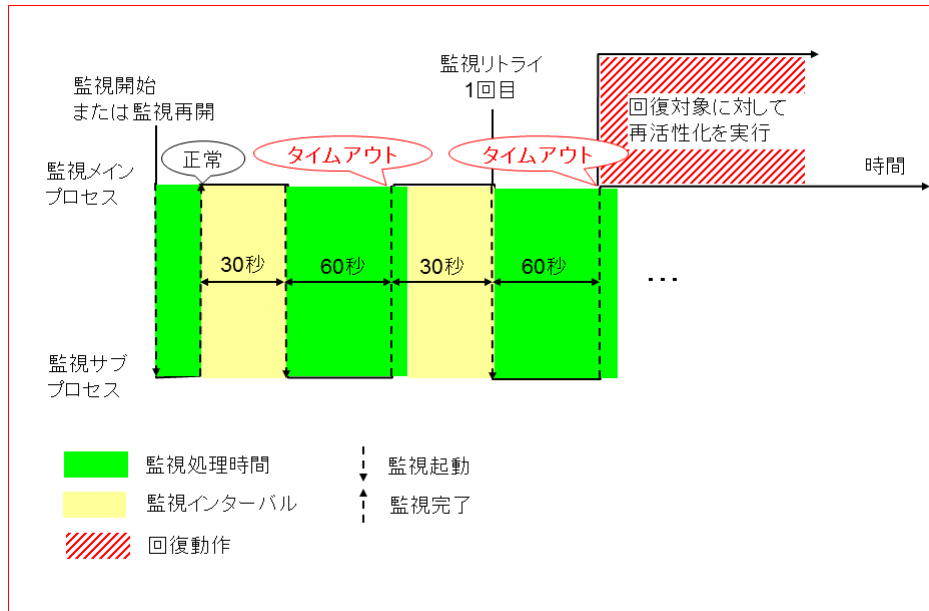 監視開始
または監視再開
監視リトライ
1回目
回復対象に対して
再活性化を実行
正常
タイムアウト
タイムアウト
時間
監視メイン
プロセス
30秒
60秒
30秒
60秒
…
監視サブ
プロセス
監視処理時間
監視起動
監視インターバル
監視完了
回復動作